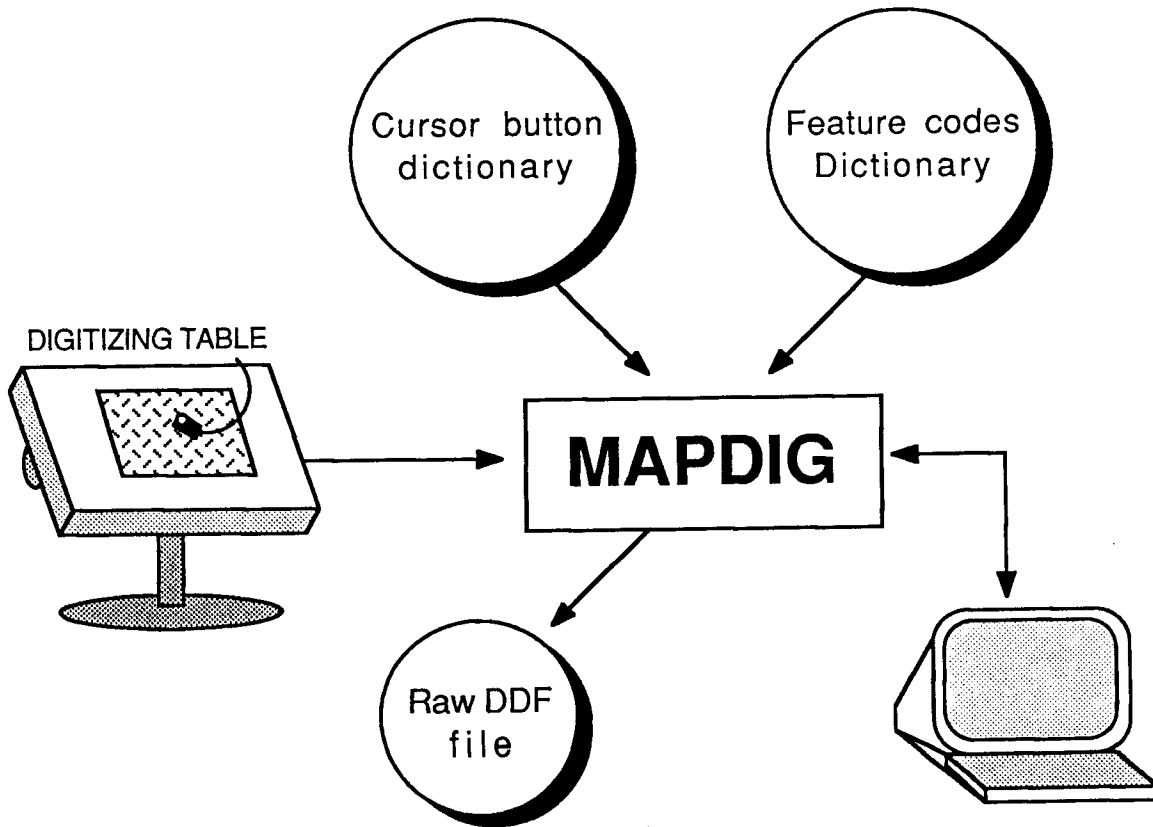 Cursor button
dictionary
Feature codes
Dictionary
DIGITIZING TABLE
MAPDIG
Raw DDF
file